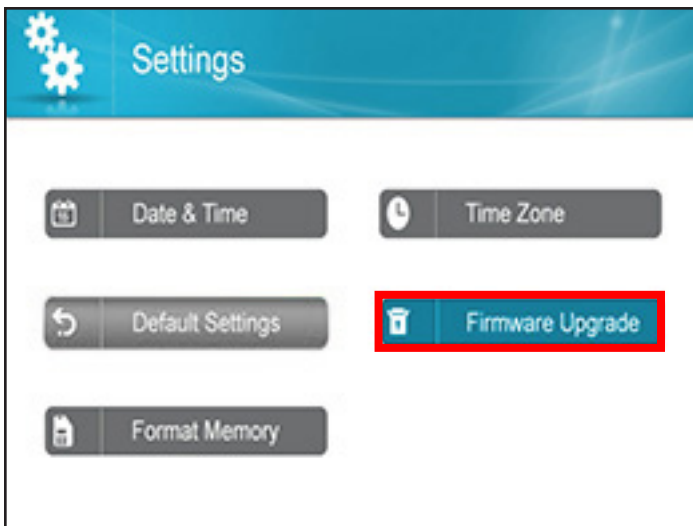 Settings
Date & Time
Time Zone
Default Settings
Firmware Upgrade
Format Memory